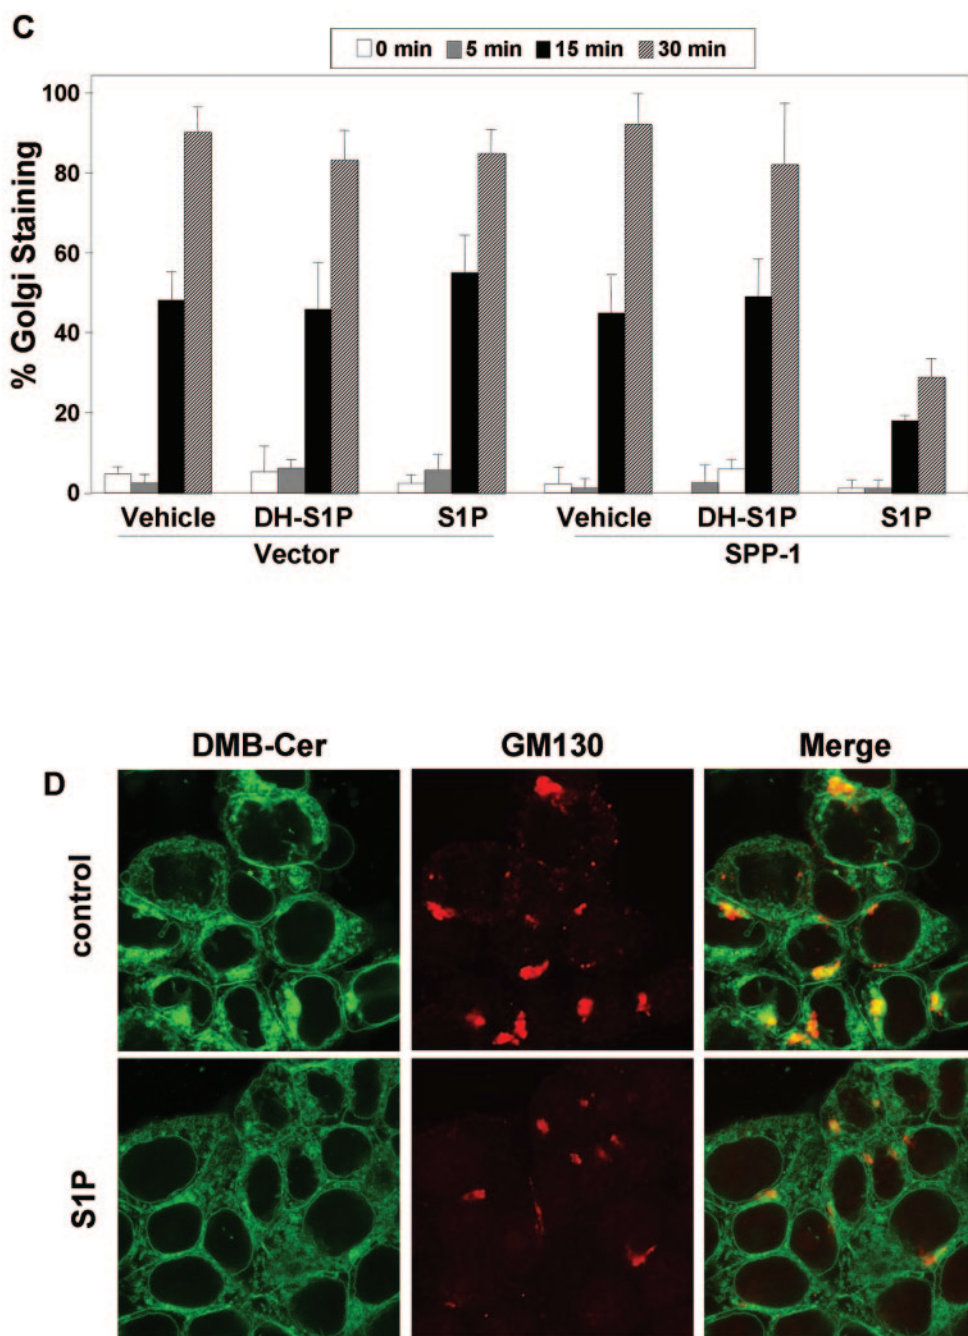 C
0 min 5 min 15 min 30 min
% Golgi Staining
100
80
60
40
20
0
Vehicle DH-S1P S1P Vehicle DH-S1P S1P
Vector SPP-1
DMB-Cer GM130 Merge
D
control
S1P